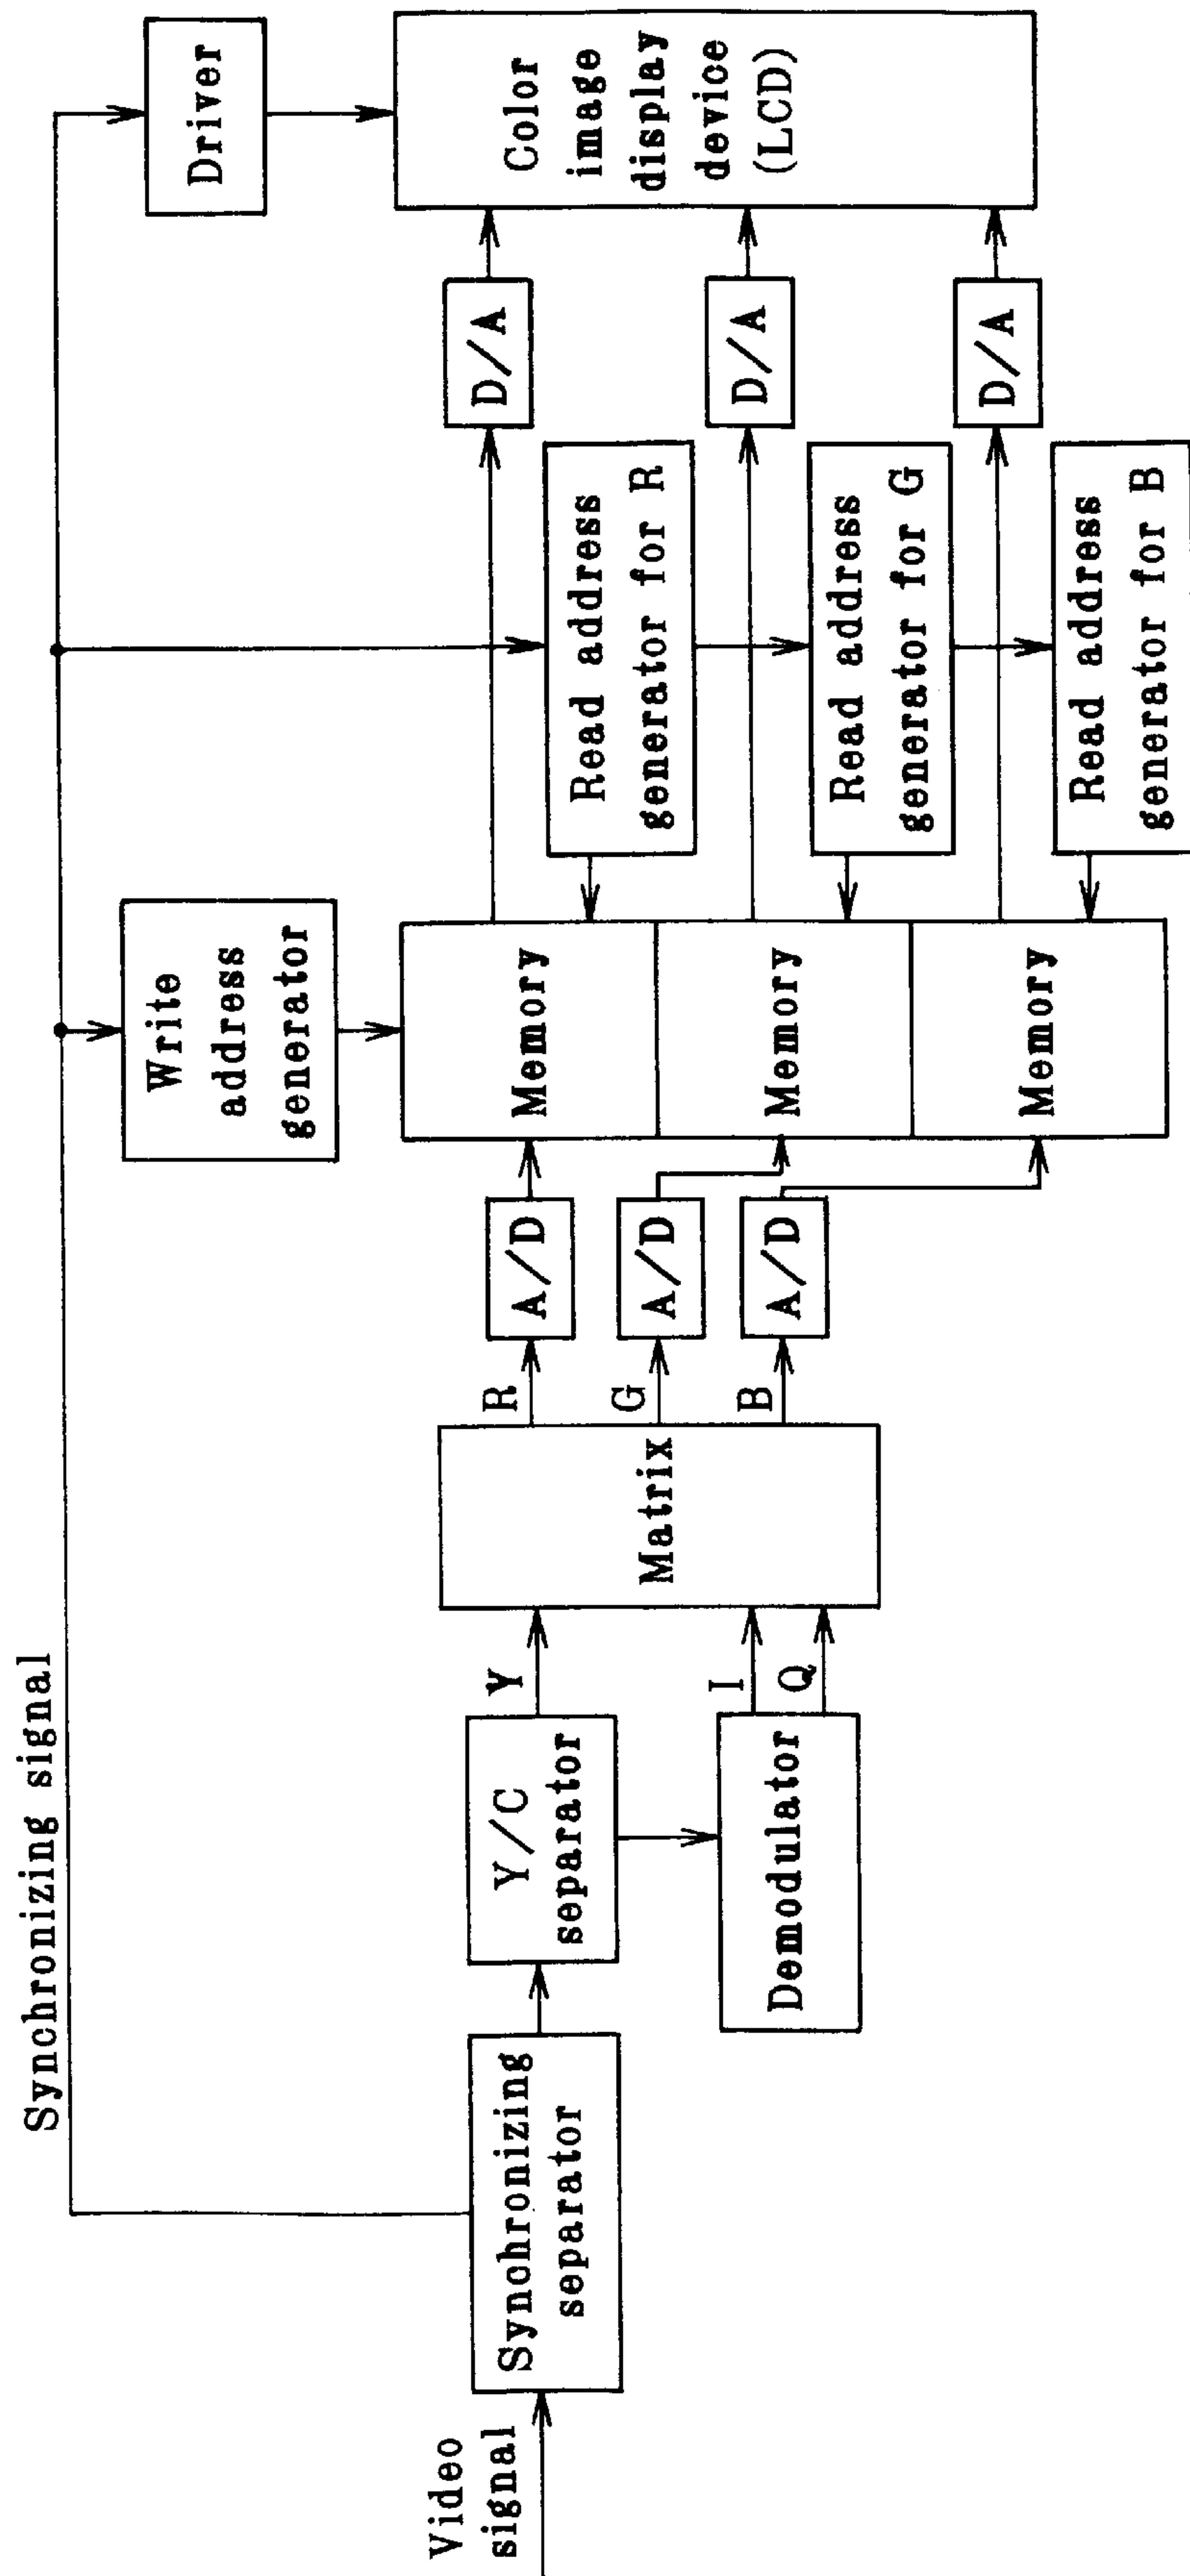 Synchronizing signal
Video
signal
Synchronizing
separator
Y/C
separator
Y
Demodulator
I
Q
Matrix
R
G
B
A/D
A/D
A/D
Write
address
generator
Memory
Memory
Memory
Read address
generator for R
Read address
generator for G
Read address
generator for B
D/A
D/A
D/A
Driver
Color
image
display
device
(LCD)